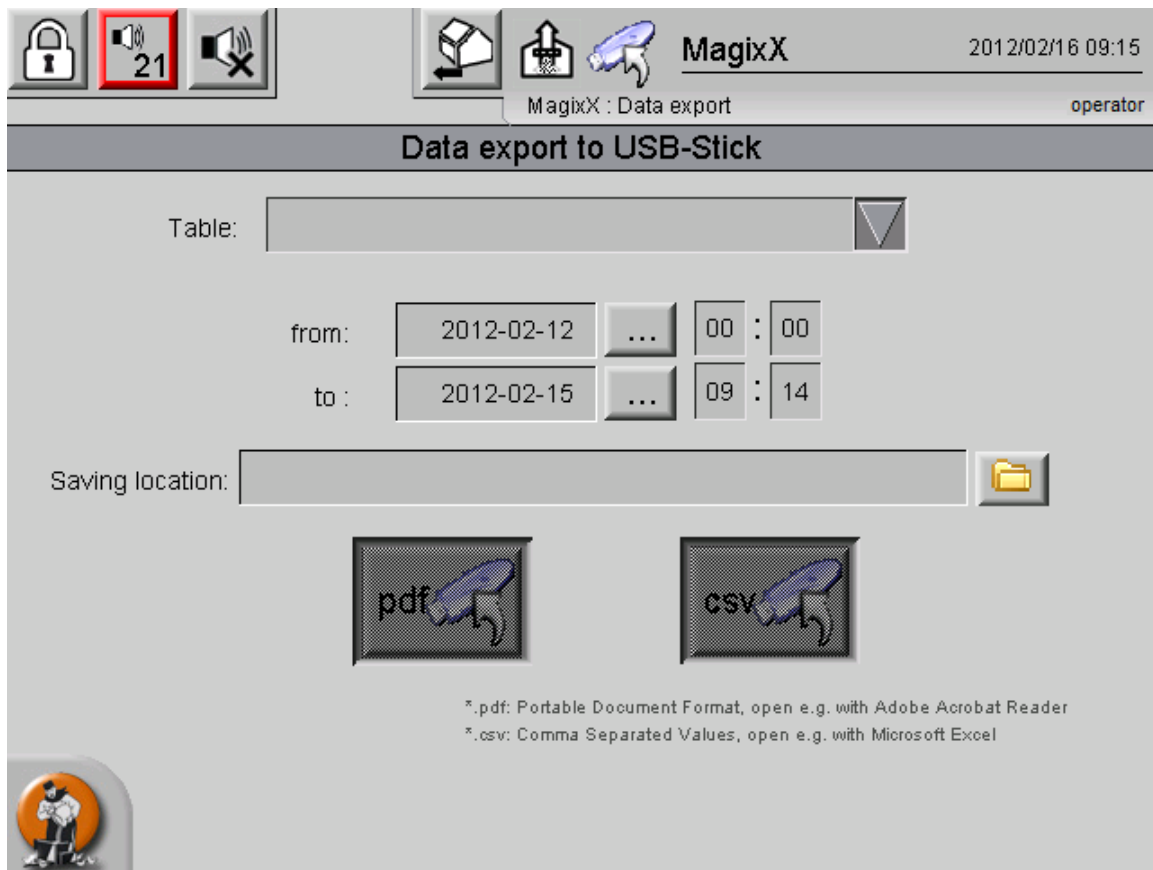 21
MagixX
2012/02/16 09:15
MagixX : Data export
operator
Data export to USB-Stick
Table:
from:
2012-02-12
...
00 : 00
to :
2012-02-15
...
09 : 14
Saving location:
pdf
csv
*.pdf: Portable Document Format, open e.g. with Adobe Acrobat Reader
*.csv: Comma Separated Values, open e.g. with Microsoft Excel